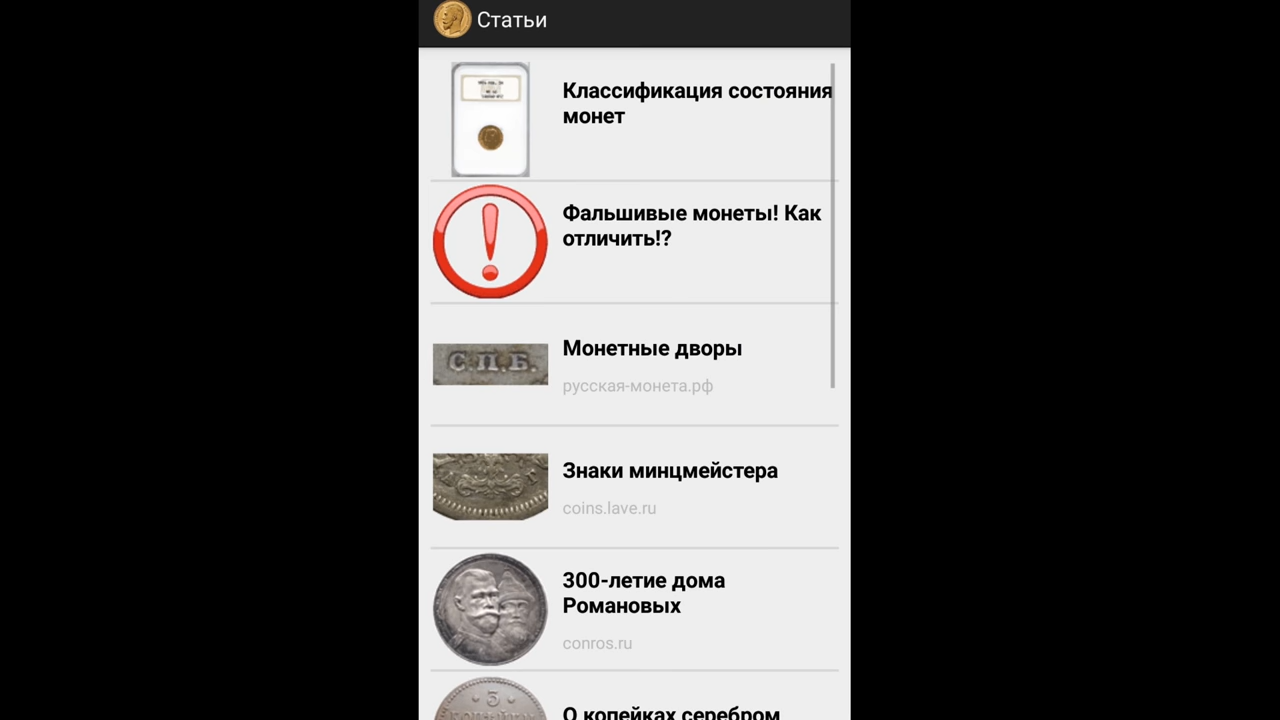 Статьи
Классификация состояния
монет
Фальшивые монеты! Как
отличить!?
С.П.Б.
Монетные дворы
русская-монета.рф
Знаки минцмейстера
coins.lave.ru
300-летие дома
Романовых
conros.ru
3
О копейках серебром